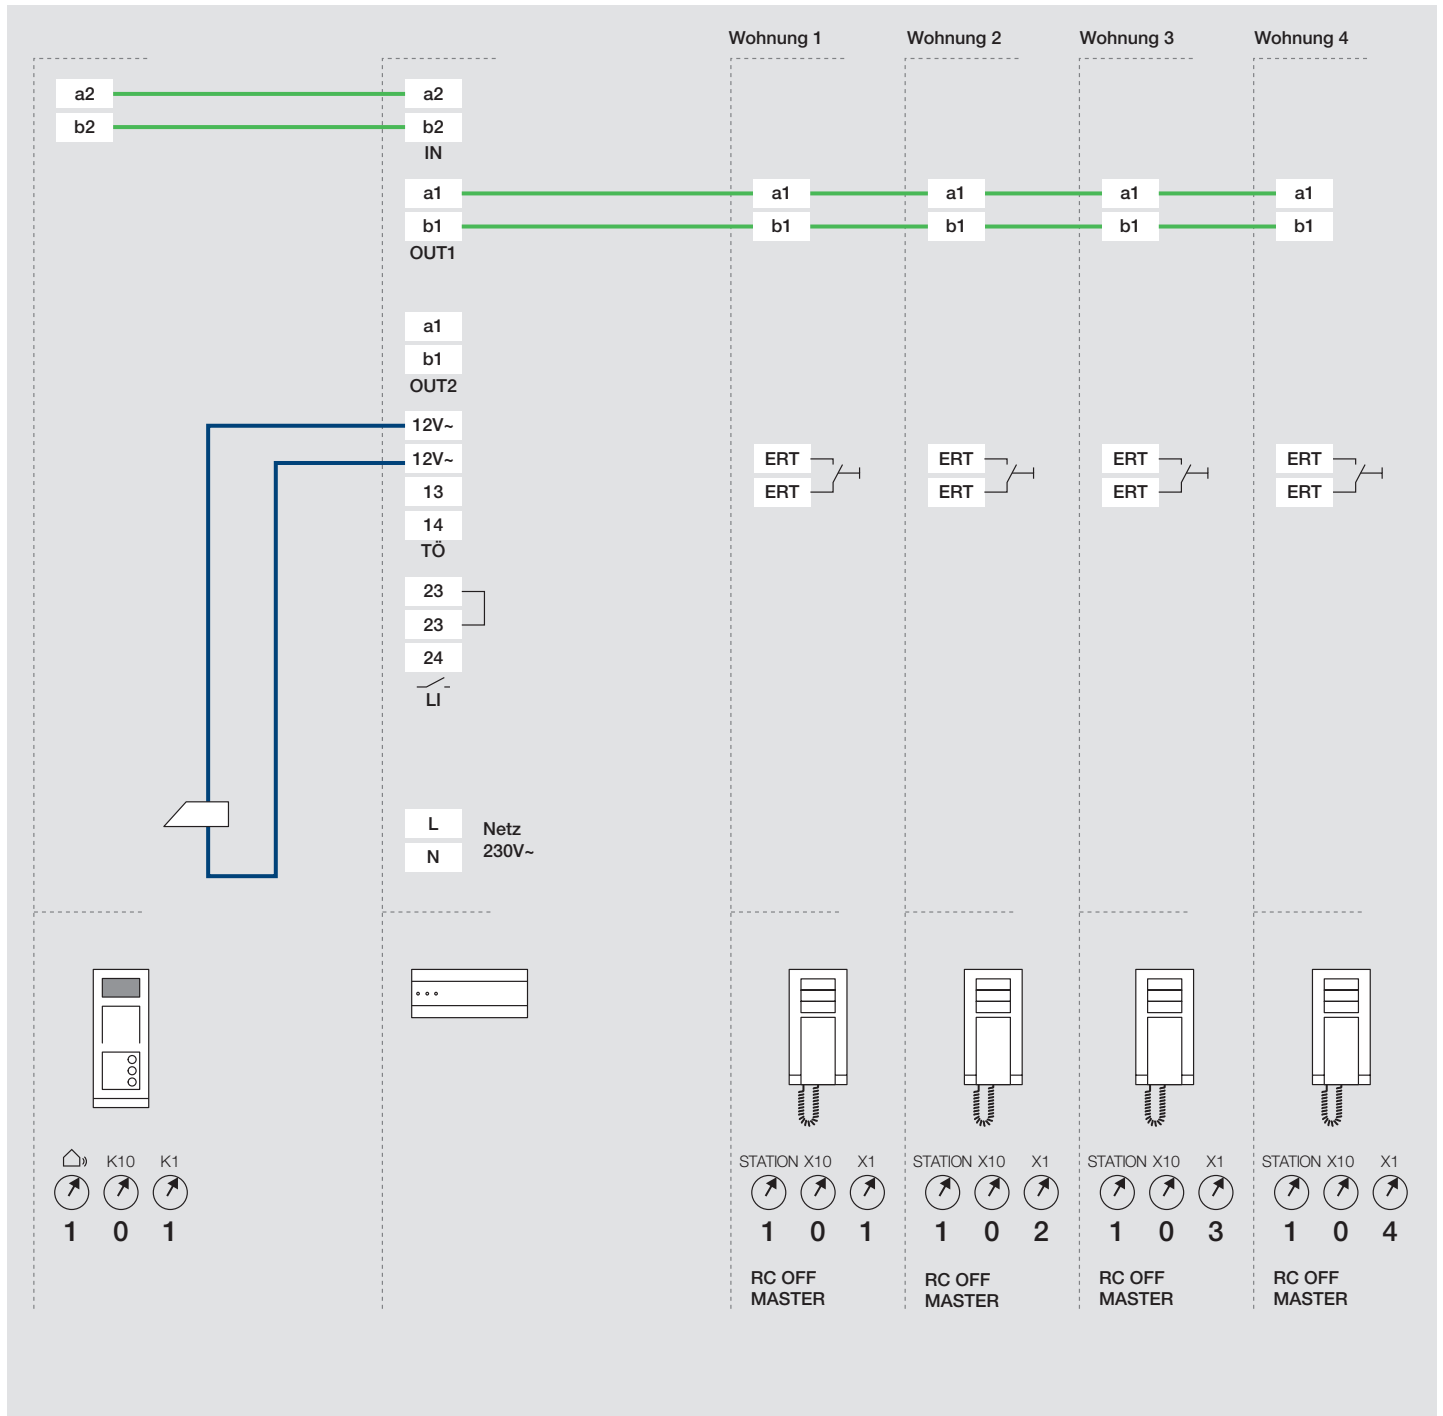 Wohnung 1 Wohnung 2 Wohnung 3 Wohnung 4
a2 a2
b2 b2
IN
a1 a1 a1 a1 a1
b1 b1 b1 b1 b1
OUT1
a1
b1
OUT2
12V~
12V~ ERT ERT ERT ERT
13 ERT ERT ERT ERT
14
TÖ
23
23
24
LI
L
N
Netz
230V~
K10 K1 STATION X10 X1 STATION X10 X1 STATION X10 X1 STATION X10 X1
1 0 1 1 0 1 1 0 2 1 0 3 1 0 4
RC OFF RC OFF RC OFF RC OFF
MASTER MASTER MASTER MASTER